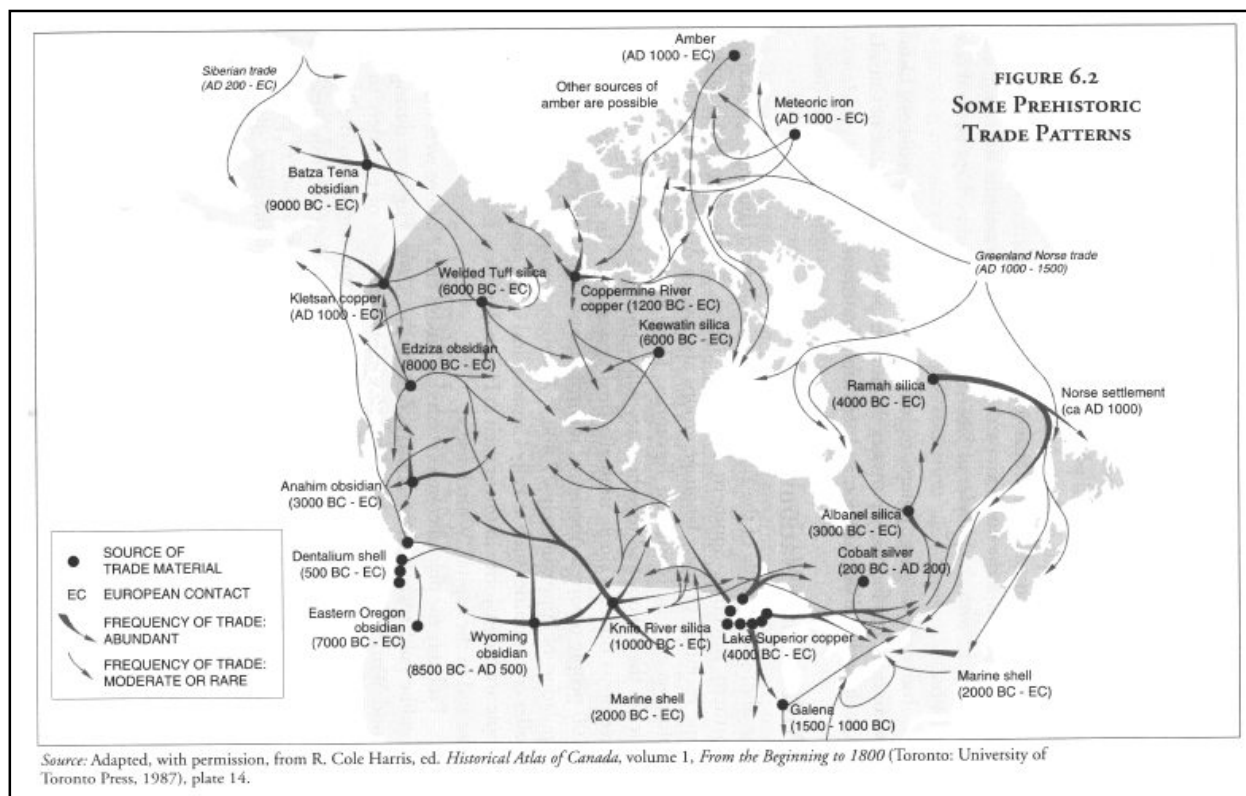 FIGURE 6.2
SOME PREHISTORIC
TRADE PATTERNS
Amber
(AD 1000 - EC)
Siberian trade
(AD 200 - EC)
Other sources of
amber are possible
Meteoric iron
(AD 1000 - EC)
Batza Tena
obsidian
(9000 BC - EC)
Greenland Norse trade
(AD 1000 - 1500)
Welded Tuff silica
(6000 BC - EC)
Kletsan copper
(AD 1000 - EC)
Coppermine River
copper (1200 BC - EC)
Keewatin silica
(6000 BC - EC)
Edziza obsidian
(8000 BC - EC)
Ramah silica
(4000 BC - EC)
Norse settlement
(ca AD 1000)
Anahim obsidian
(3000 BC - EC)
Albanel silica
(3000 BC - EC)
Dentalium shell
(500 BC - EC)
Cobalt silver
(200 BC - AD 200)
Eastern Oregon
obsidian
(7000 BC - EC)
Wyoming
obsidian
(8500 BC - AD 500)
Knife River silica
(10000 BC - EC)
Lake Superior copper
(4000 BC - EC)
Marine shell
(2000 BC - EC)
Marine shell
(2000 BC - EC)
Galena
(1500 - 1000 BC)
SOURCE OF
TRADE MATERIAL
EC EUROPEAN CONTACT
FREQUENCY OF TRADE:
ABUNDANT
FREQUENCY OF TRADE:
MODERATE OR RARE
Source: Adapted, with permission, from R. Cole Harris, ed. Historical Atlas of Canada, volume 1, From the Beginning to 1800 (Toronto: University of
Toronto Press, 1987), plate 14.